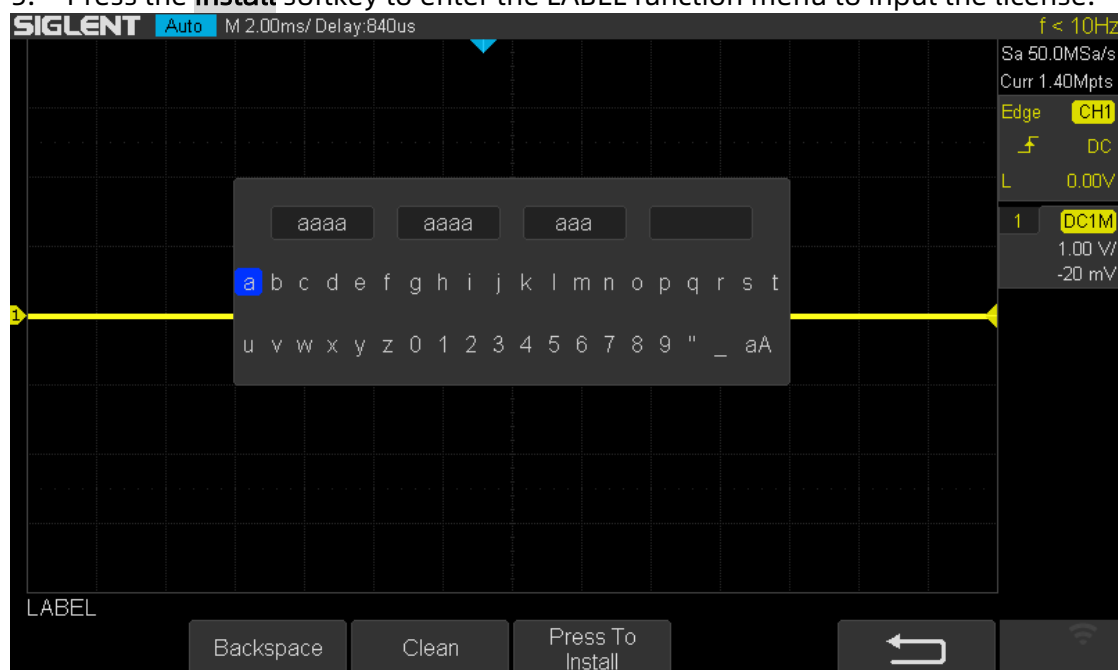 Press the Install softkey to enter the LABEL function menu to input the license.
SIGLENT Auto M 2.00ms/ Delay:840us f < 10Hz
Sa 50.0MSa/s
Curr 1.40Mpts
Edge CH1
DC
L 0.00V
1 DC1M
1.00 V/
-20 mV
aaaa aaaa aaa
a b c d e f g h i j k l m n o p q r s t
1
u v w x y z 0 1 2 3 4 5 6 7 8 9 " _ aA
LABEL
Backspace Clean Press To
Install